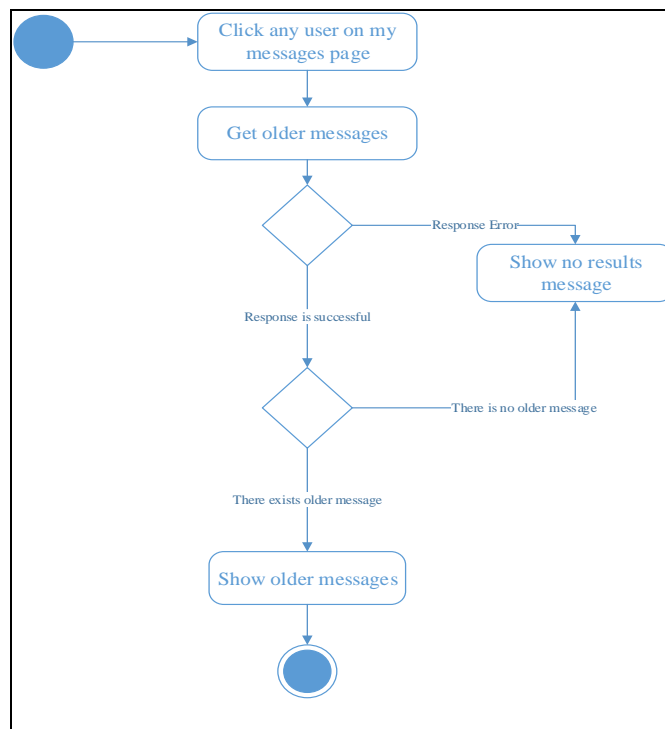 Click any user on my
messages page
Get older messages
Response Error
Show no results
message
Response is successful
There is no older message
There exists older message
Show older messages